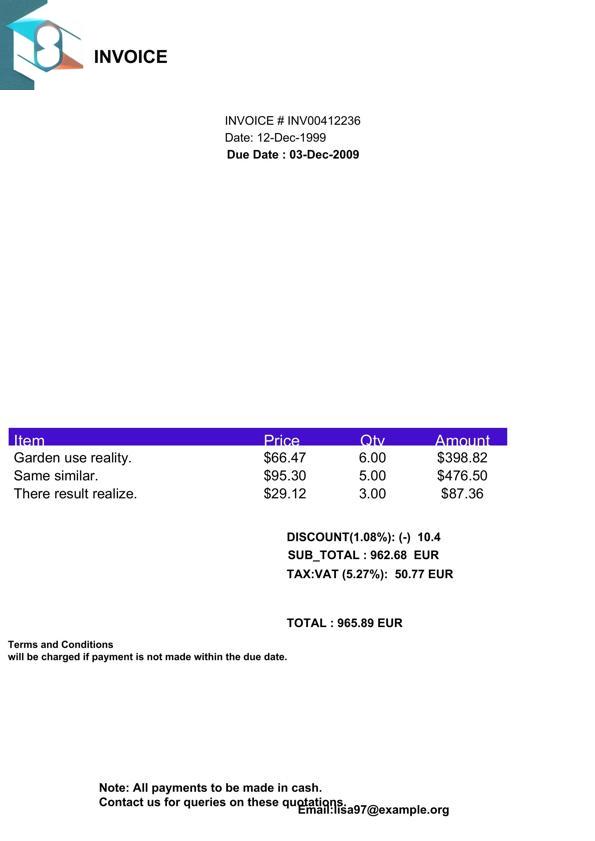 INVOICE
INVOICE # INV00412236
Date: 12-Dec-1999
Due Date : 03-Dec-2009
Item Price Qty Amount
Garden use reality. $66.47 6.00 $398.82
Same similar. $95.30 5.00 $476.50
There result realize. $29.12 3.00 $87.36
DISCOUNT(1.08%): (-) 10.4
SUB_TOTAL : 962.68 EUR
TAX:VAT (5.27%): 50.77 EUR
TOTAL : 965.89 EUR
Terms and Conditions
will be charged if payment is not made within the due date.
Note: All payments to be made in cash.
Contact us for queries on these quotations.
Email:lisa97@example.org